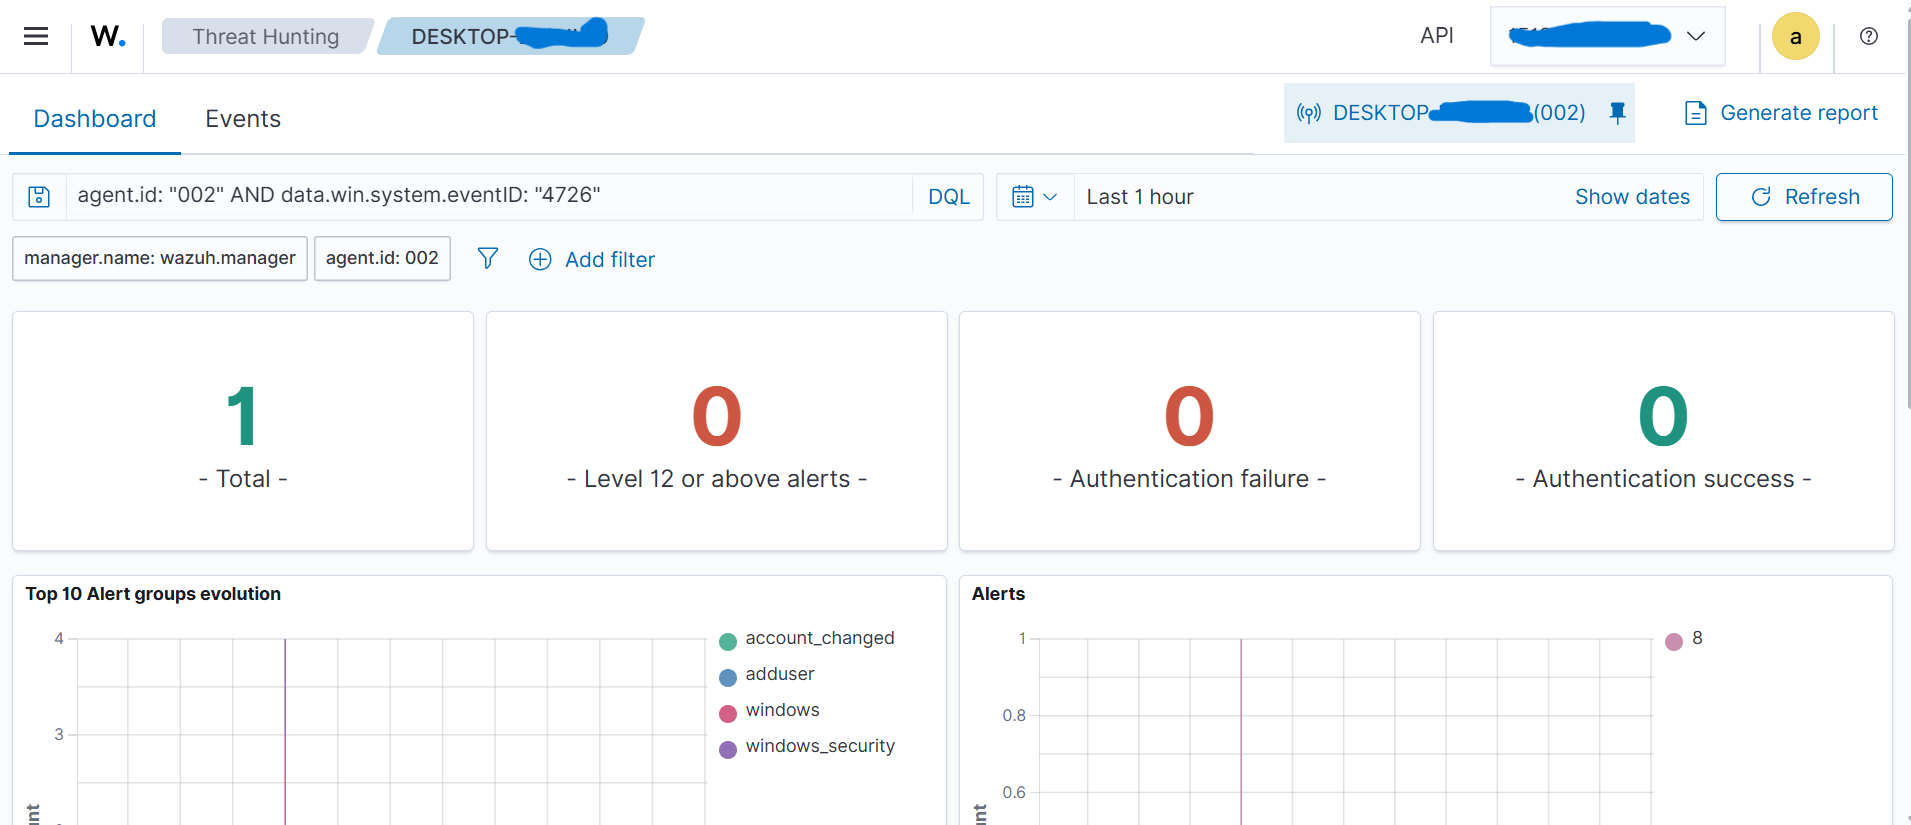 W.
Threat Hunting
DESKTOP-
API
a
Dashboard
Events
DESKTOP
(002)
Generate report
agent.id: "002" AND data.win.system.eventID: "4726"
DQL
Last 1 hour
Show dates
Refresh
manager.name: wazuh.manager
agent.id: 002
Add filter
1
- Total -
0
- Level 12 or above alerts -
0
- Authentication failure -
0
- Authentication success -
Top 10 Alert groups evolution
4
3
account_changed
adduser
windows
windows_security
Alerts
1
0.8
0.6
8